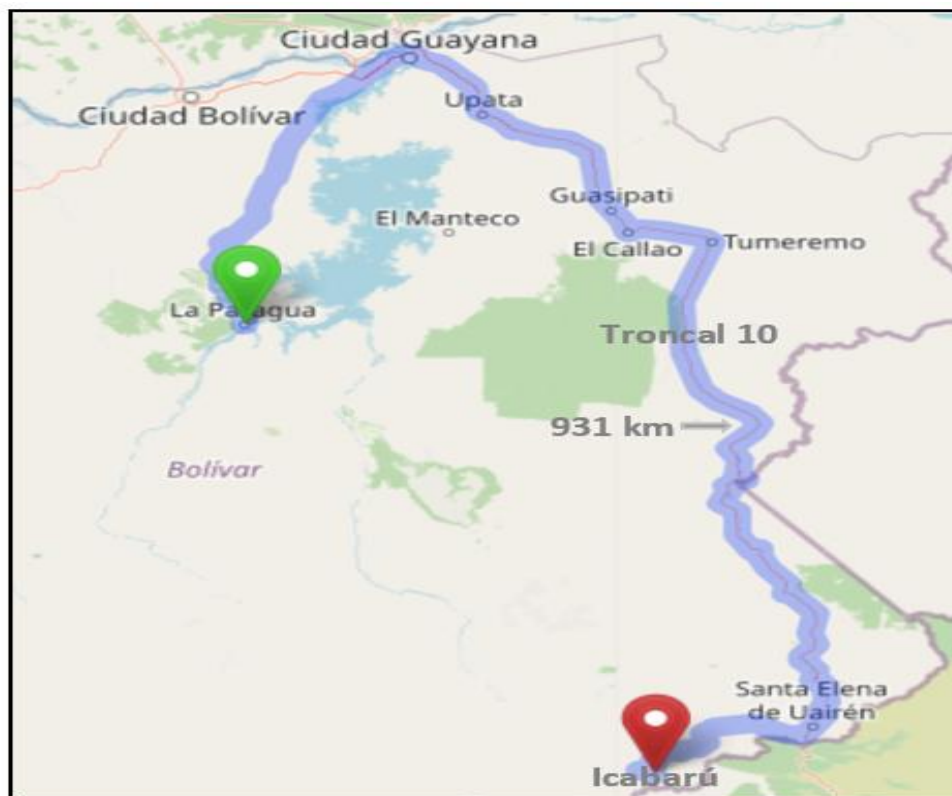 Ciudad Guayana
Ciudad Bolívar
Upata
Guasipati
El Manteco
El Callao
Tumeremo
La Paragua
Troncal 10
931 km
Bolívar
Santa Elena
de Uairén
Icabarú